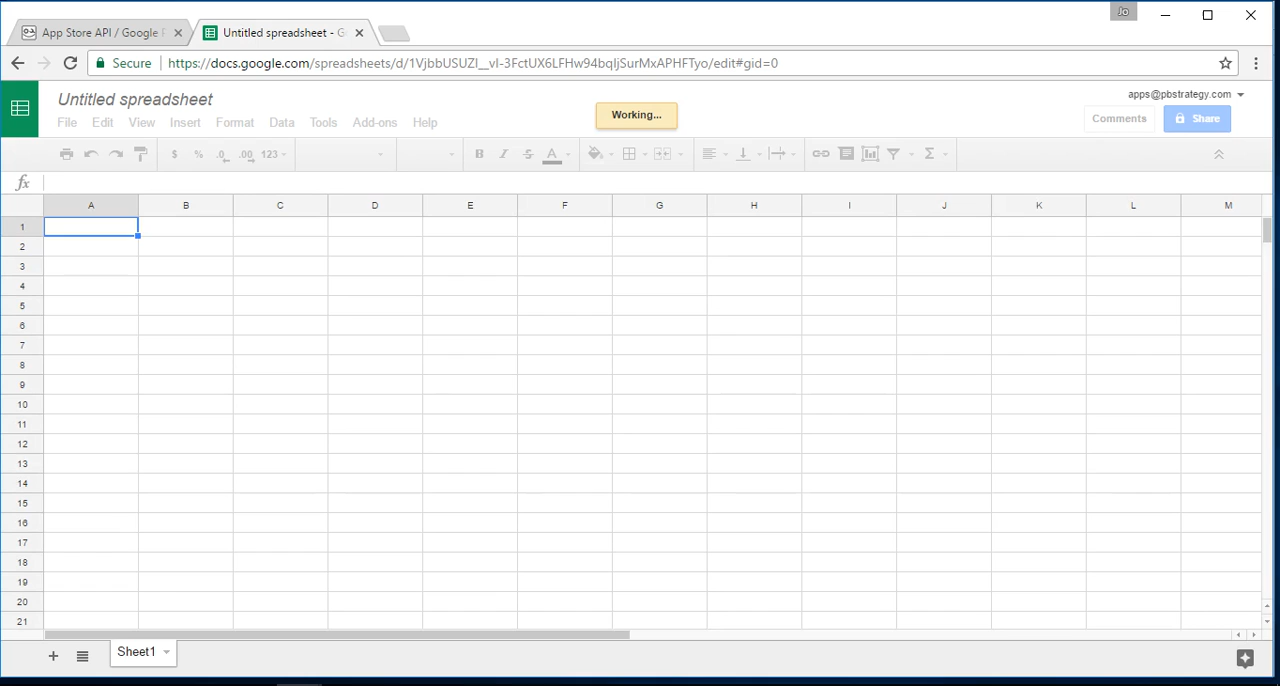 Jo
App Store API / Google P
Untitled spreadsheet - G
Secure
https://docs.google.com/spreadsheets/d/1VjbbUSUZI__vI-3FctUX6LFHw94bqIjSurMxAPHFTyo/edit#gid=0
Untitled spreadsheet
Working...
apps@pbstrategy.com
File Edit View Insert Format Data Tools Add-ons Help
Comments
Share
$ % .0 .00 123
B I S A Σ
fx
A B C D E F G H I J K L M
1
2
3
4
5
6
7
8
9
10
11
12
13
14
15
16
17
18
19
20
21
+ Sheet1